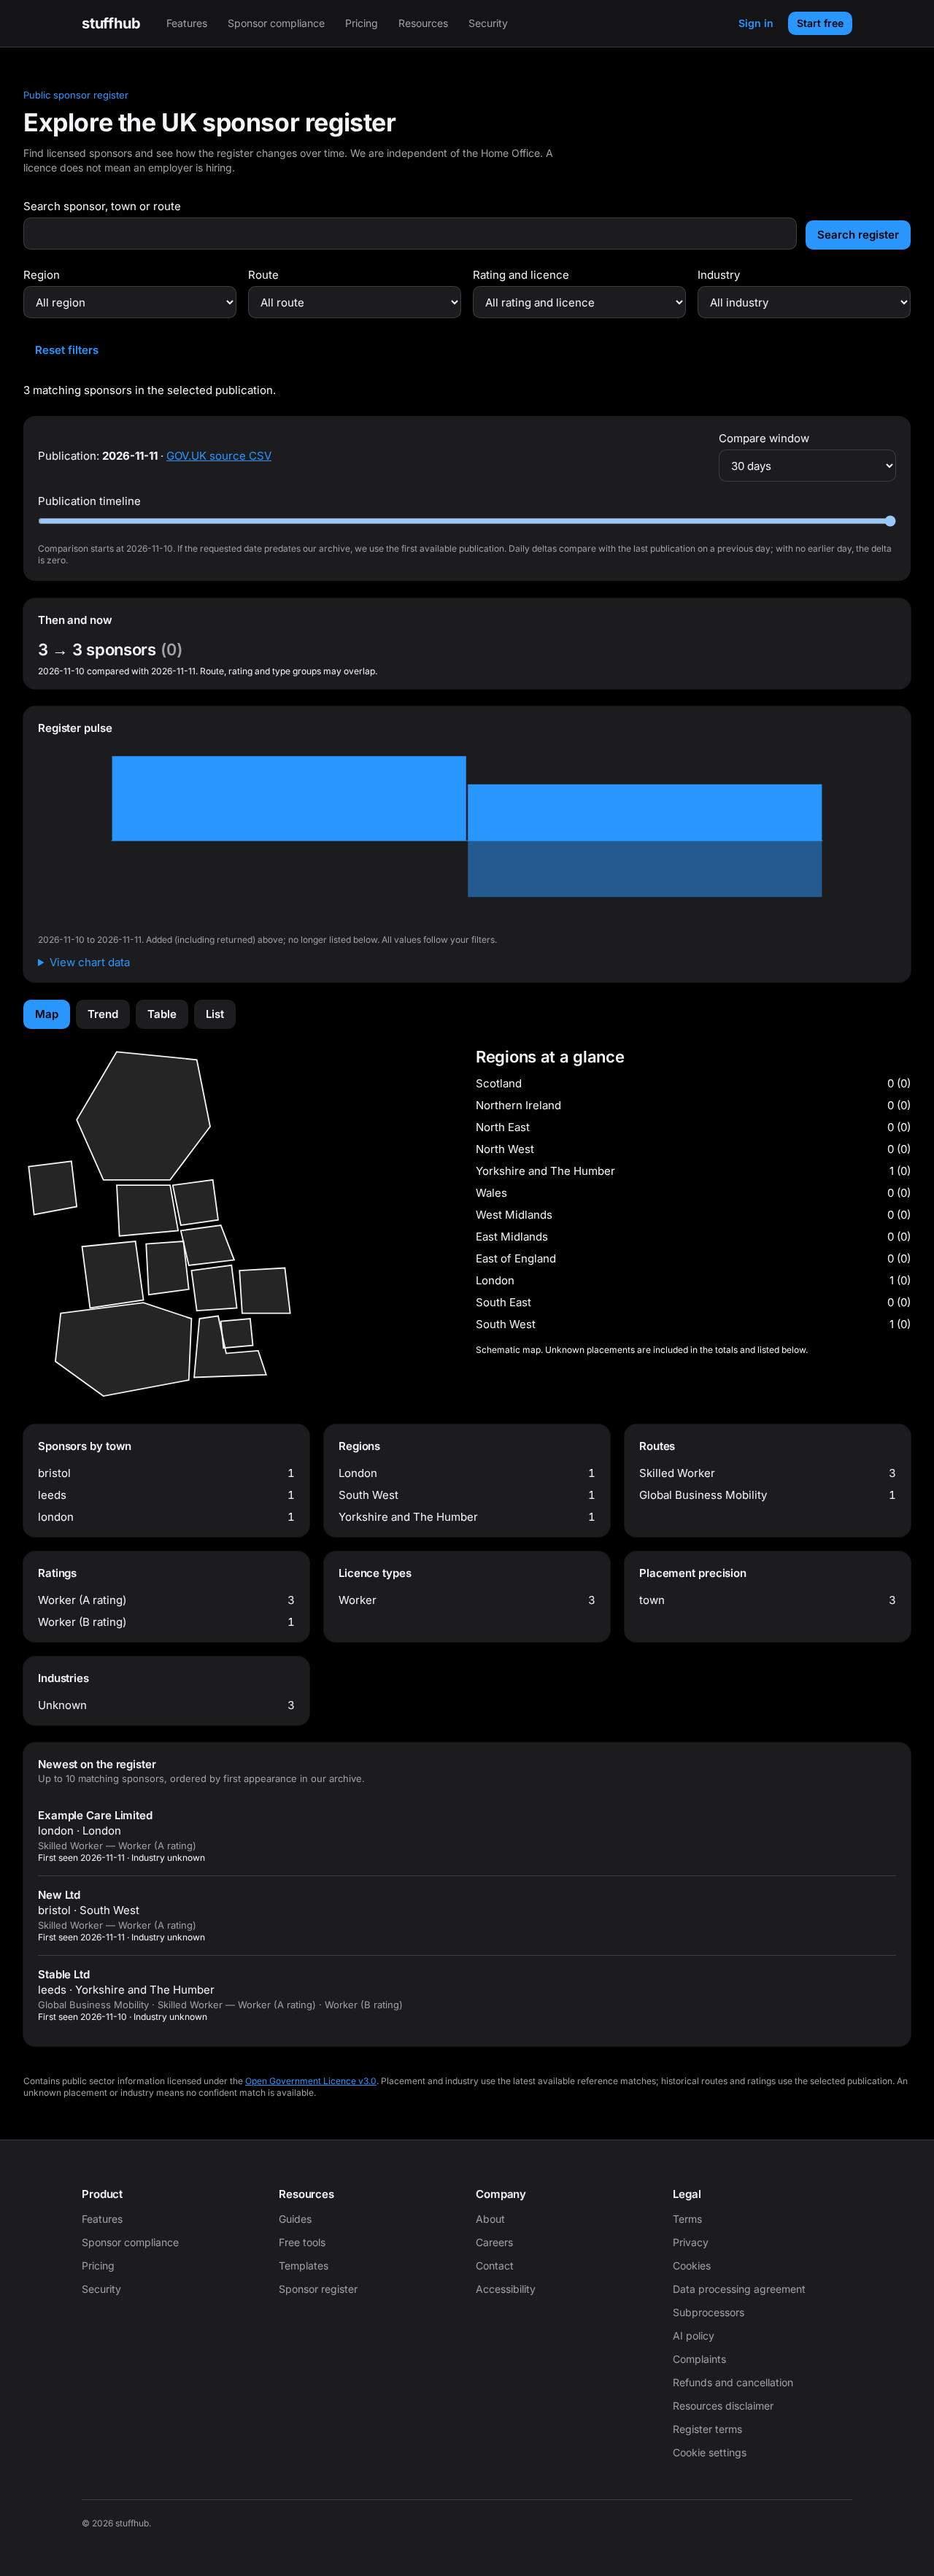 stuffhub
Features
Sponsor compliance
Pricing
Resources
Security
Sign in
Start free
Public sponsor register
Explore the UK sponsor register
Find licensed sponsors and see how the register changes over time. We are independent of the Home Office. A
licence does not mean an employer is hiring.
Search sponsor, town or route
Search register
Region
Route
Rating and licence
Industry
All region
All route
All rating and licence
All industry
Reset filters
3 matching sponsors in the selected publication.
Compare window
Publication: 2026-11-11 · GOV.UK source CSV
30 days
Publication timeline
Comparison starts at 2026-11-10. If the requested date predates our archive, we use the first available publication. Daily deltas compare with the last publication on a previous day; with no earlier day, the delta
is zero.
Then and now
3 → 3 sponsors (0)
2026-11-10 compared with 2026-11-11. Route, rating and type groups may overlap.
Register pulse
2026-11-10 to 2026-11-11. Added (including returned) above; no longer listed below. All values follow your filters.
▶ View chart data
Map
Trend
Table
List
Regions at a glance
Scotland 0 (0)
Northern Ireland 0 (0)
North East 0 (0)
North West 0 (0)
Yorkshire and The Humber 1 (0)
Wales 0 (0)
West Midlands 0 (0)
East Midlands 0 (0)
East of England 0 (0)
London 1 (0)
South East 0 (0)
South West 1 (0)
Schematic map. Unknown placements are included in the totals and listed below.
Sponsors by town
bristol 1
leeds 1
london 1
Regions
London 1
South West 1
Yorkshire and The Humber 1
Routes
Skilled Worker 3
Global Business Mobility 1
Ratings
Worker (A rating) 3
Worker (B rating) 1
Licence types
Worker 3
Placement precision
town 3
Industries
Unknown 3
Newest on the register
Up to 10 matching sponsors, ordered by first appearance in our archive.
Example Care Limited
london · London
Skilled Worker — Worker (A rating)
First seen 2026-11-11 · Industry unknown
New Ltd
bristol · South West
Skilled Worker — Worker (A rating)
First seen 2026-11-11 · Industry unknown
Stable Ltd
leeds · Yorkshire and The Humber
Global Business Mobility · Skilled Worker — Worker (A rating) · Worker (B rating)
First seen 2026-11-10 · Industry unknown
Contains public sector information licensed under the Open Government Licence v3.0. Placement and industry use the latest available reference matches; historical routes and ratings use the selected publication. An
unknown placement or industry means no confident match is available.
Product
Features
Sponsor compliance
Pricing
Security
Resources
Guides
Free tools
Templates
Sponsor register
Company
About
Careers
Contact
Accessibility
Legal
Terms
Privacy
Cookies
Data processing agreement
Subprocessors
AI policy
Complaints
Refunds and cancellation
Resources disclaimer
Register terms
Cookie settings
© 2026 stuffhub.